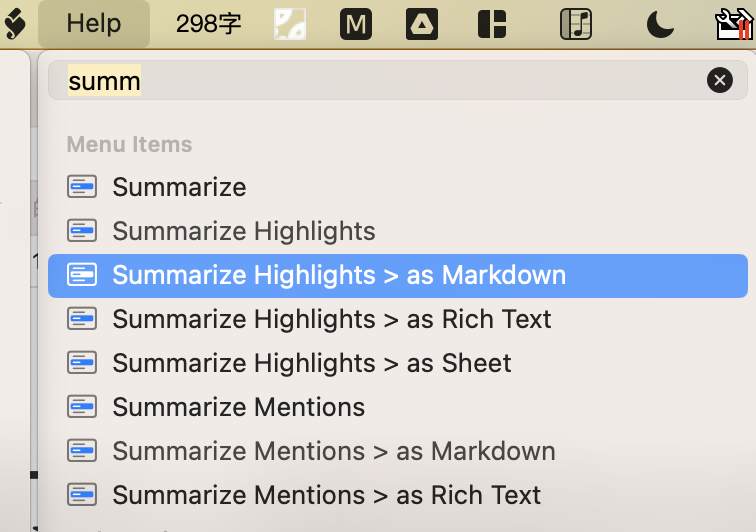 Help 298字 M
summ
Menu Items
Summarize
Summarize Highlights
Summarize Highlights > as Markdown
Summarize Highlights > as Rich Text
Summarize Highlights > as Sheet
Summarize Mentions
Summarize Mentions > as Markdown
Summarize Mentions > as Rich Text